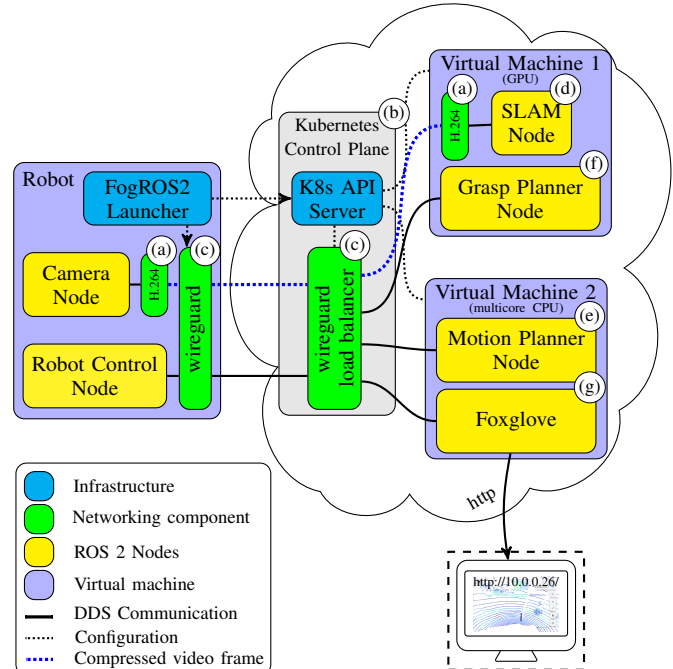 Virtual Machine 1
(GPU)
(a)
(d)
H.264
SLAM
Node
(b)
Kubernetes
Control Plane
(f)
Grasp Planner
Node
Robot
FogROS2
Launcher
K8s API
Server
(a)
(c)
(c)
Camera
Node
H.264
wireguard
wireguard
load balancer
Virtual Machine 2
(multicore CPU)
(e)
Motion Planner
Node
Robot Control
Node
(g)
Foxglove
http
http://10.0.0.26/
Infrastructure
Networking component
ROS 2 Nodes
Virtual machine
DDS Communication
Configuration
Compressed video frame